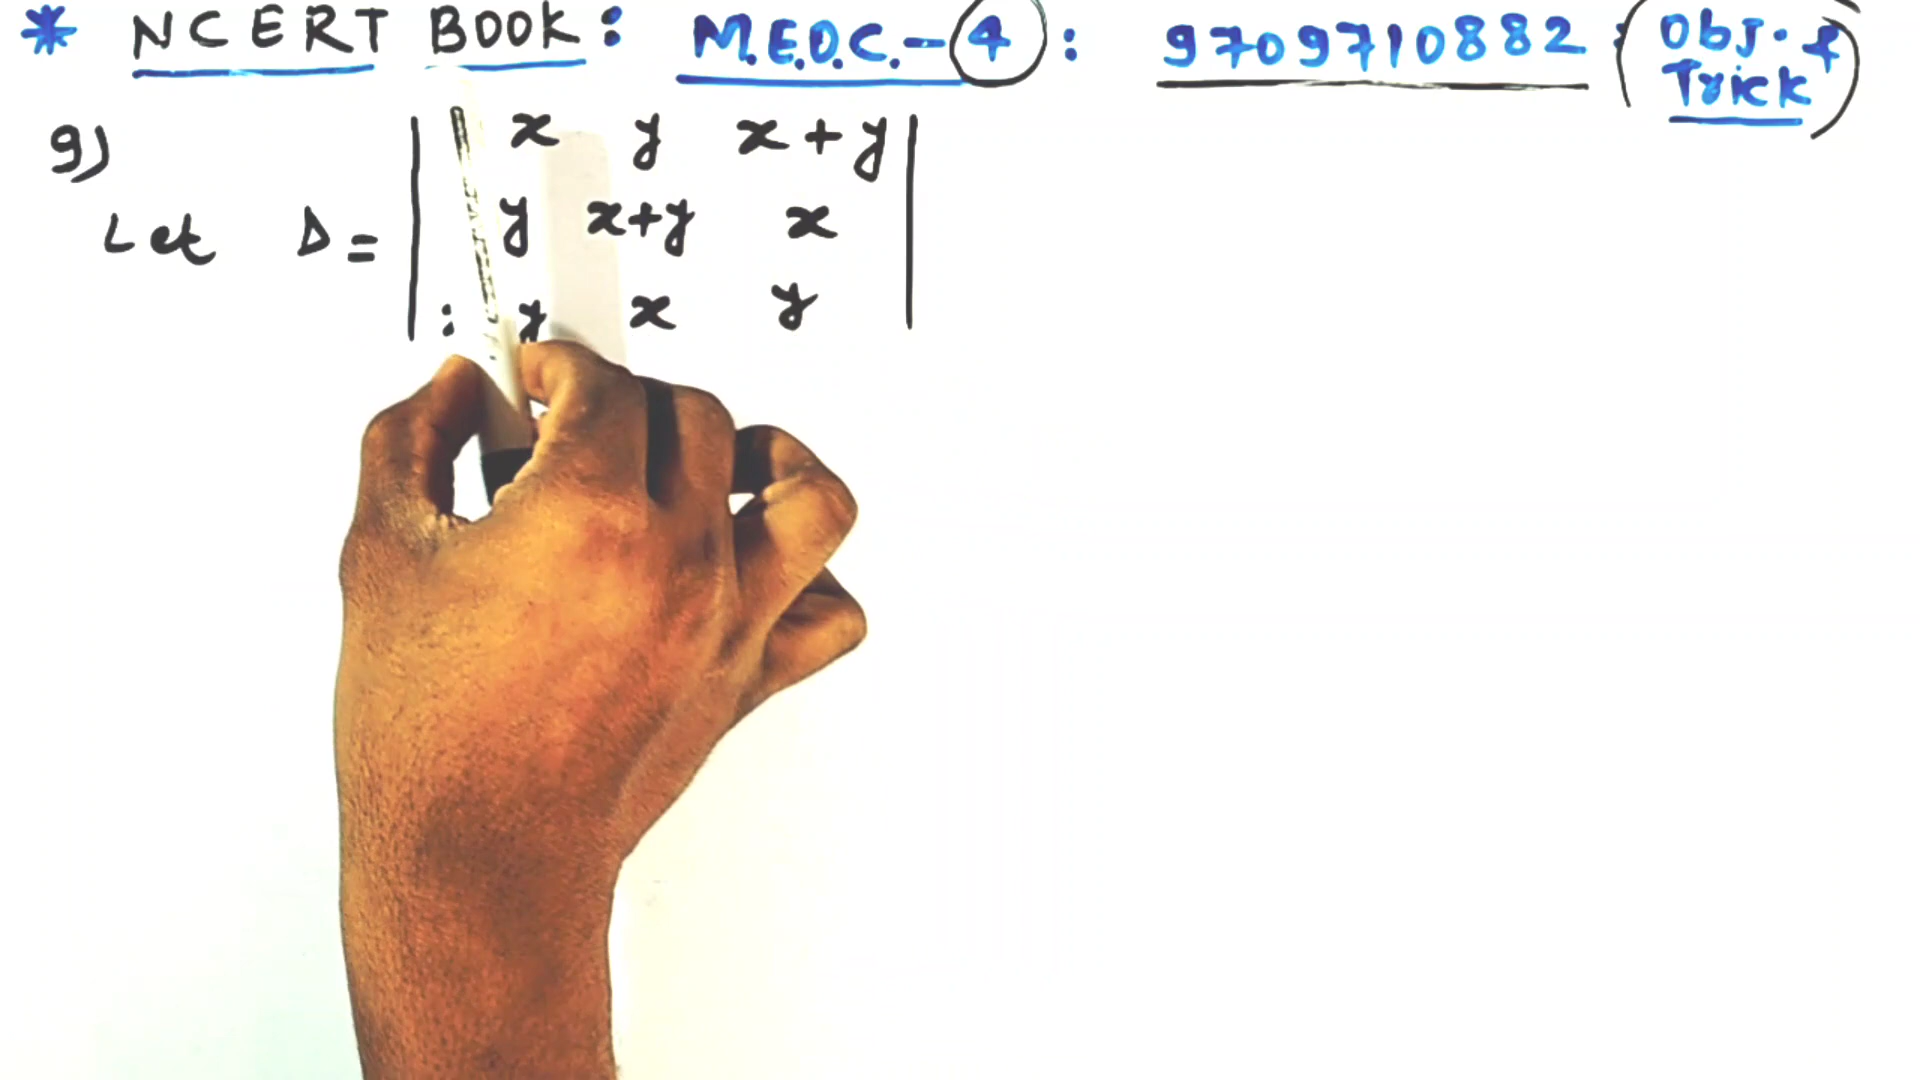 * NCERT BOOK: M.E.D.C.-4: 9709710882: (Obj. &
Trick)
9)
x y x+y
Let Δ = y x+y x
y x y